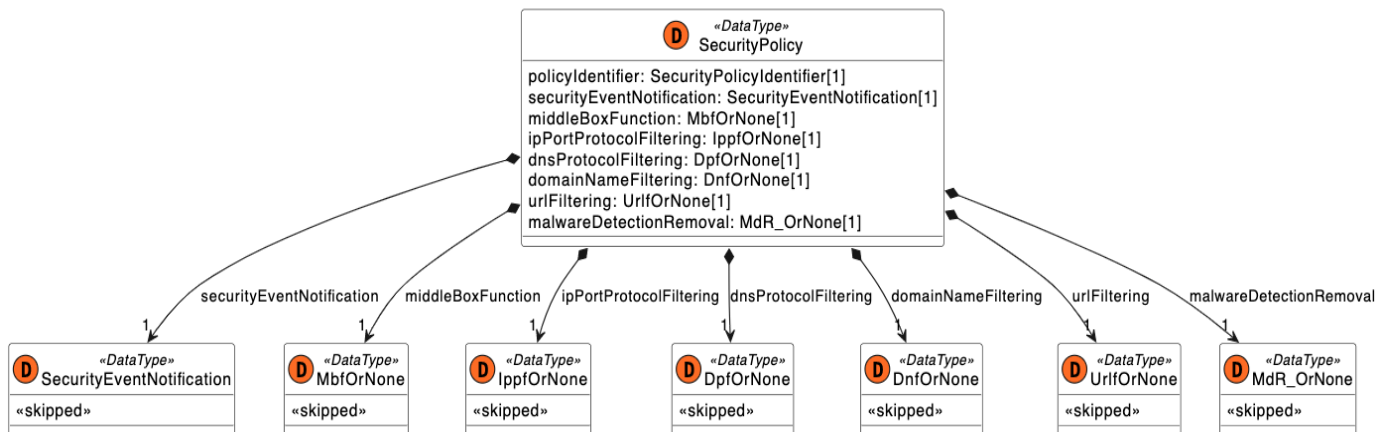 D
«DataType»
SecurityPolicy
policyIdentifier: SecurityPolicyIdentifier[1]
securityEventNotification: SecurityEventNotification[1]
middleBoxFunction: MbfOrNone[1]
ipPortProtocolFiltering: IppfOrNone[1]
dnsProtocolFiltering: DpfOrNone[1]
domainNameFiltering: DnfOrNone[1]
urlFiltering: UrlfOrNone[1]
malwareDetectionRemoval: MdR_OrNone[1]
securityEventNotification
middleBoxFunction
ipPortProtocolFiltering
dnsProtocolFiltering
domainNameFiltering
urlFiltering
malwareDetectionRemoval
1
1
1
1
1
1
1
D
«DataType»
SecurityEventNotification
«skipped»
D
«DataType»
MbfOrNone
«skipped»
D
«DataType»
IppfOrNone
«skipped»
D
«DataType»
DpfOrNone
«skipped»
D
«DataType»
DnfOrNone
«skipped»
D
«DataType»
UrlfOrNone
«skipped»
D
«DataType»
MdR_OrNone
«skipped»